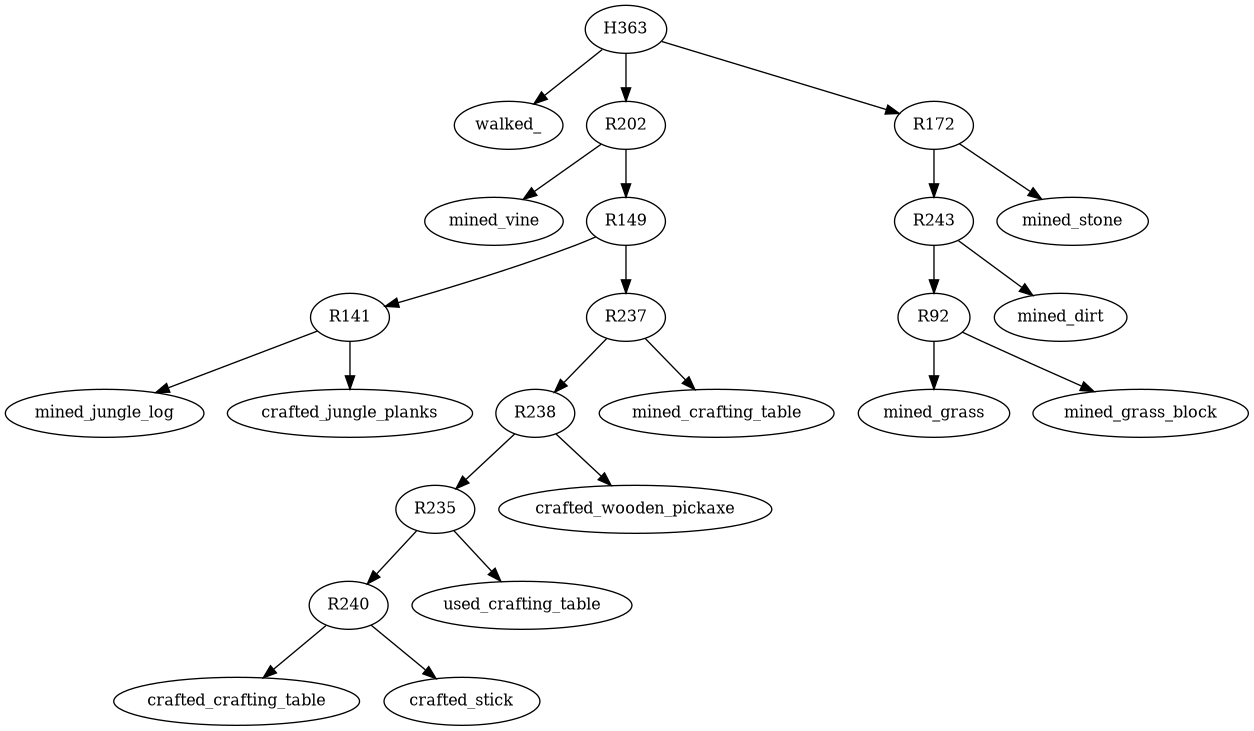 H363
walked_
R202
R172
mined_vine
R149
R243
mined_stone
R141
R237
R92
mined_dirt
mined_jungle_log
crafted_jungle_planks
R238
mined_crafting_table
mined_grass
mined_grass_block
R235
crafted_wooden_pickaxe
R240
used_crafting_table
crafted_crafting_table
crafted_stick